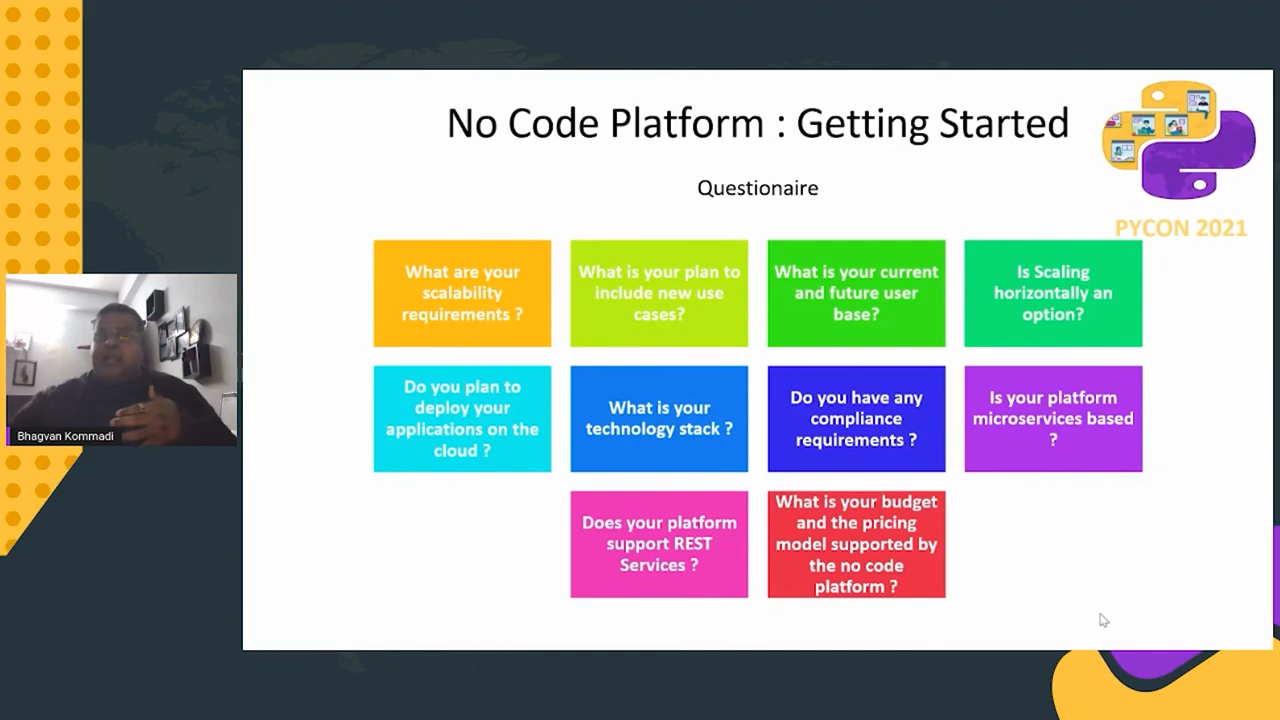 No Code Platform : Getting Started
Questionaire
PYCON 2021
What are your
scalability
requirements ?
What is your plan to
include new use
cases?
What is your current
and future user
base?
Is Scaling
horizontally an
option?
Do you plan to
deploy your
applications on the
cloud ?
What is your
technology stack ?
Do you have any
compliance
requirements ?
Is your platform
microservices based
?
Does your platform
support REST
Services ?
What is your budget
and the pricing
model supported by
the no code
platform ?
Bhagvan Kommadi